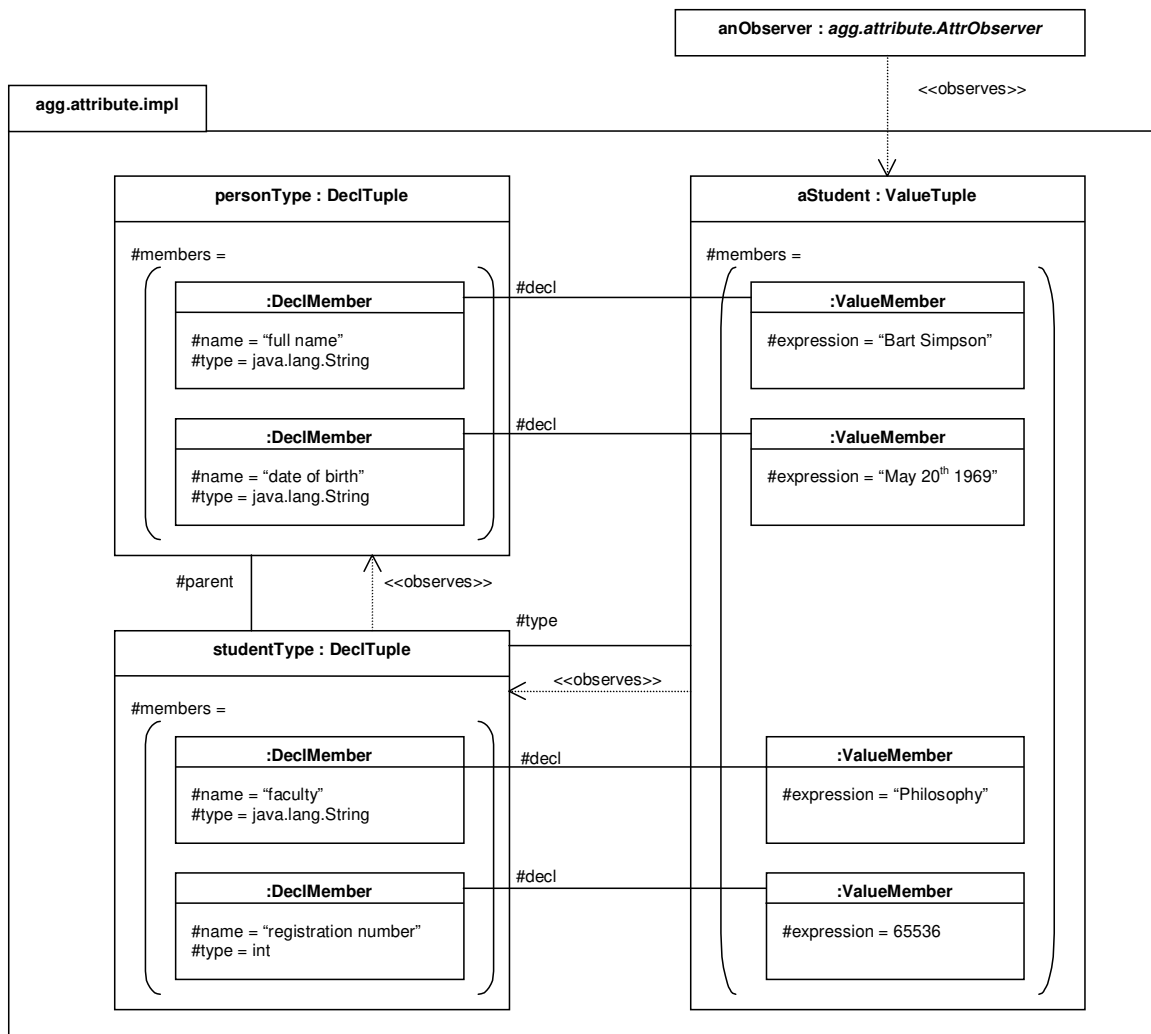 anObserver : agg.attribute.AttrObserver
<<observes>>
agg.attribute.impl
personType : DeclTuple
#members =
:DeclMember
#name = “full name”
#type = java.lang.String
:DeclMember
#name = “date of birth”
#type = java.lang.String
#decl
#decl
aStudent : ValueTuple
#members =
:ValueMember
#expression = “Bart Simpson”
:ValueMember
#expression = “May 20th 1969”
#parent
<<observes>>
#type
<<observes>>
studentType : DeclTuple
#members =
:DeclMember
#name = “faculty”
#type = java.lang.String
:DeclMember
#name = “registration number”
#type = int
#decl
#decl
:ValueMember
#expression = “Philosophy”
:ValueMember
#expression = 65536